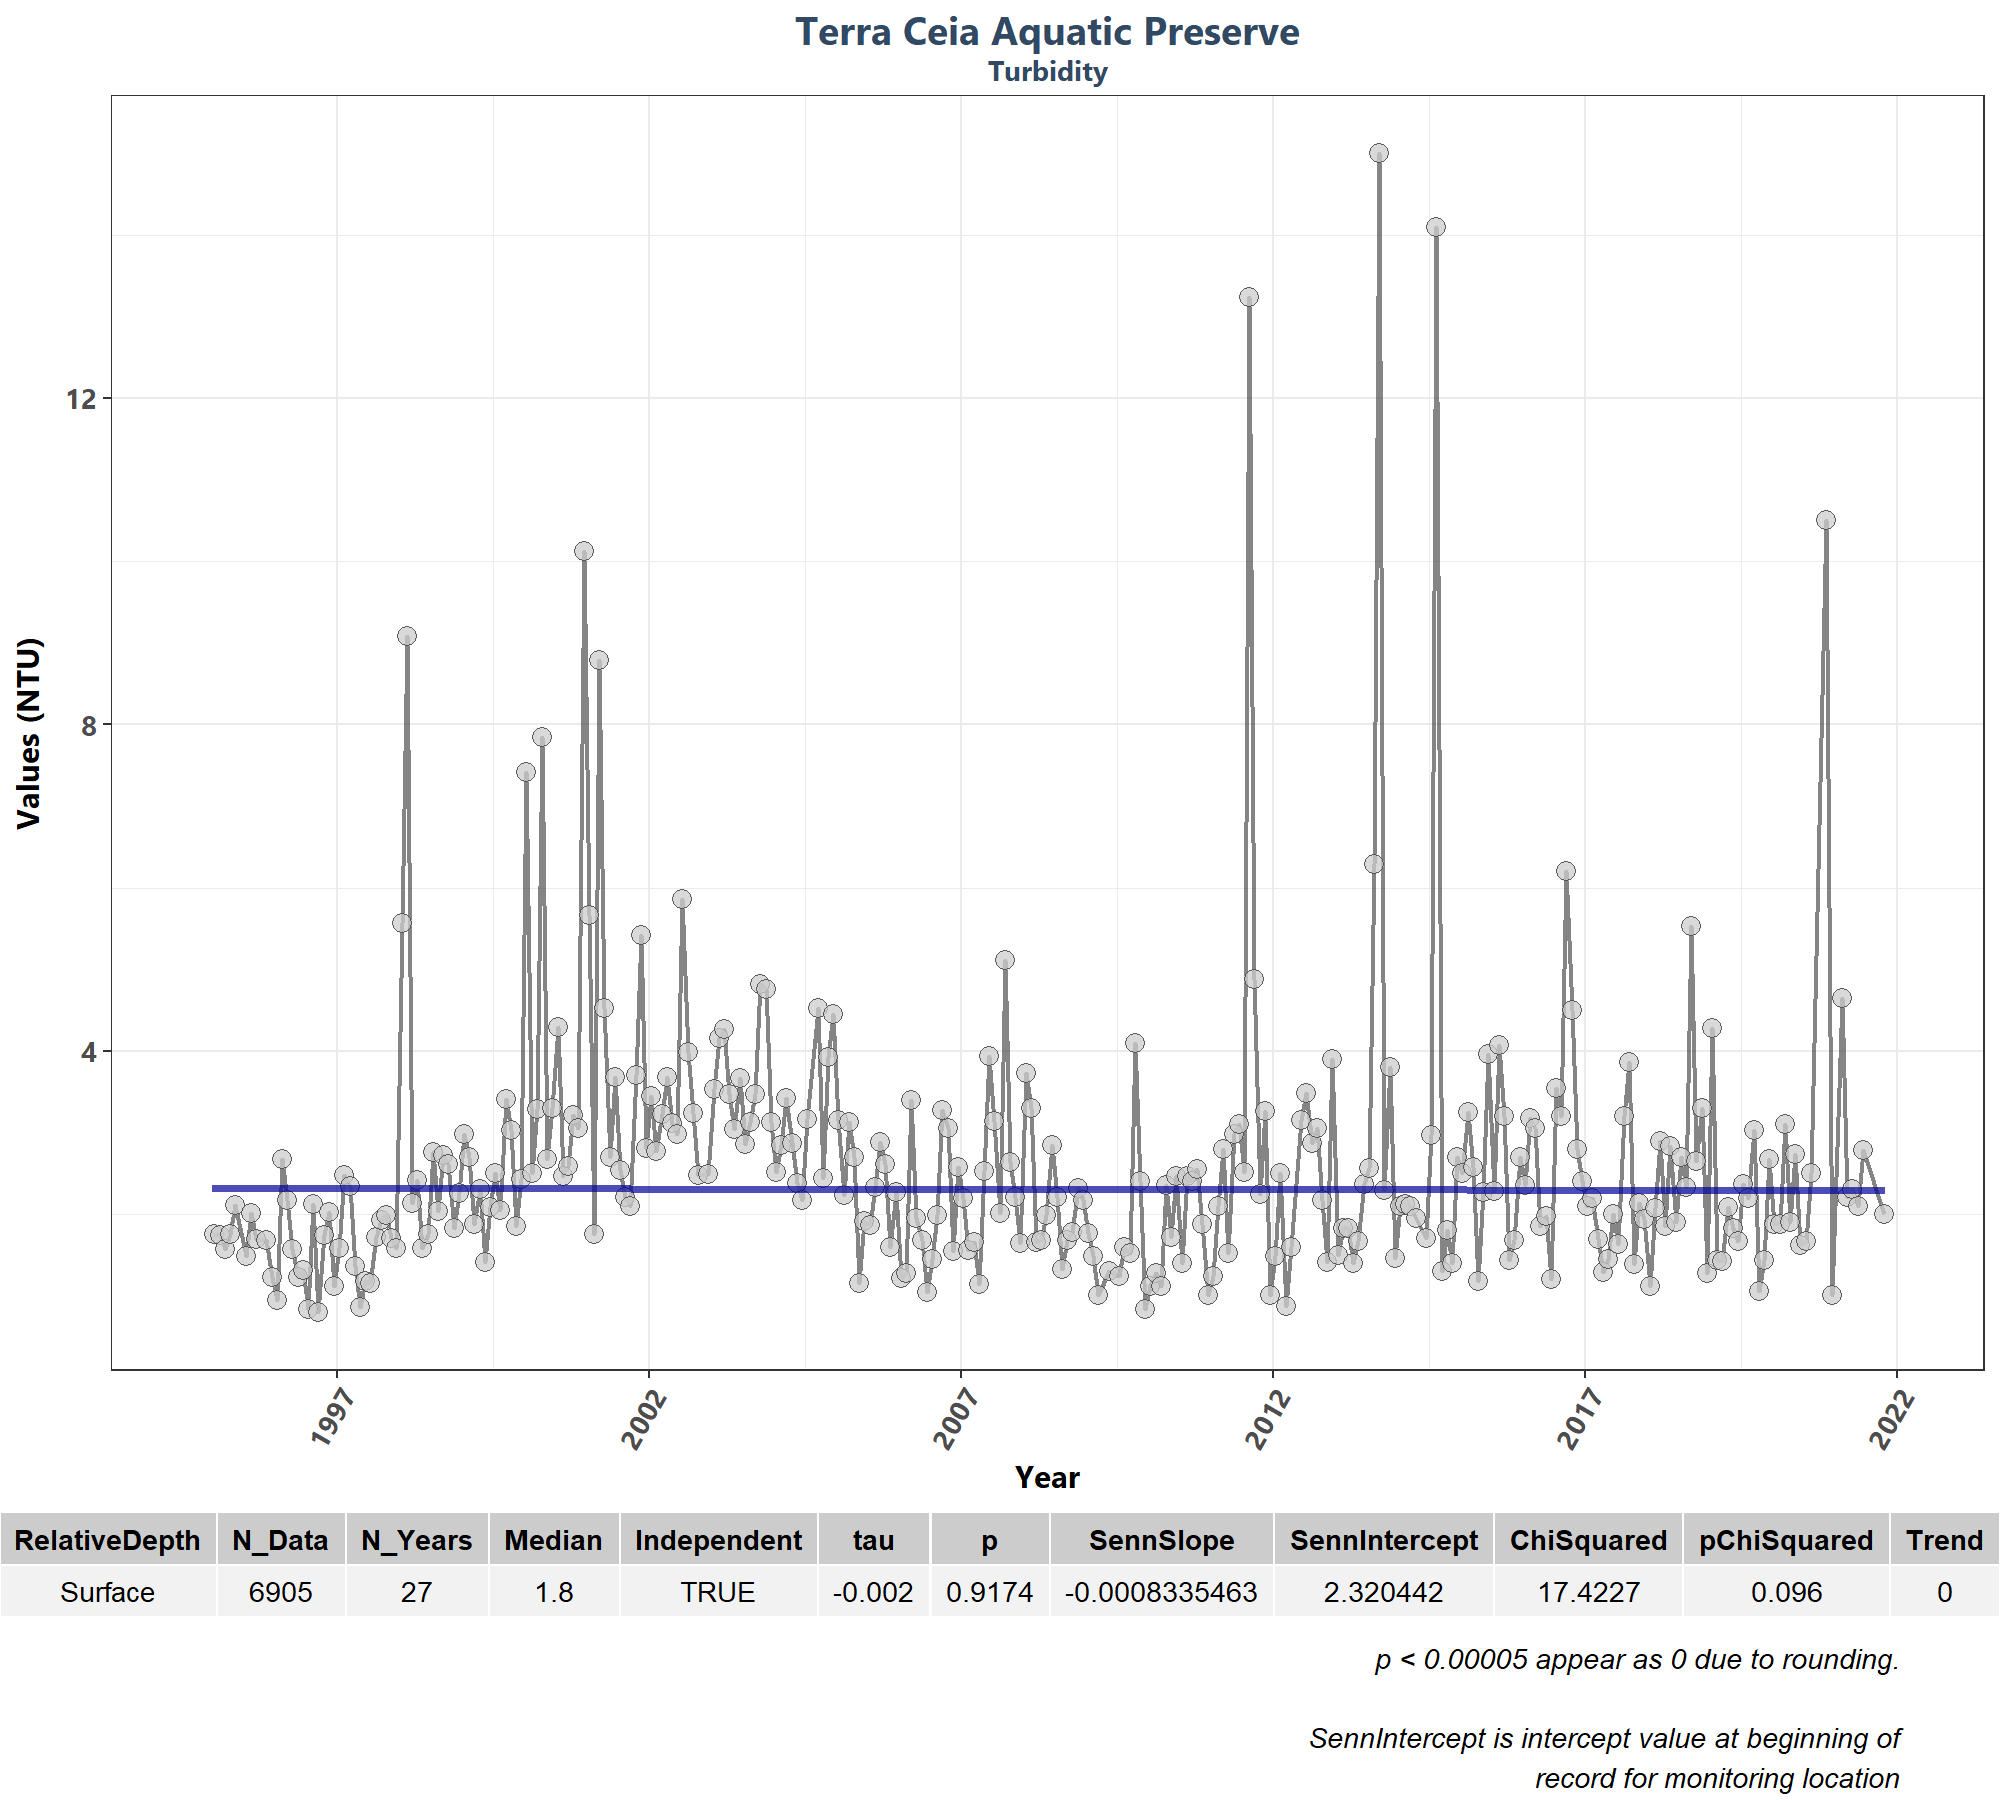 Terra Ceia Aquatic Preserve
Turbidity
Values (NTU)
12
8
4
1997 2002 2007 2012 2017 2022
Year
RelativeDepth N_Data N_Years Median Independent tau p SennSlope SennIntercept ChiSquared pChiSquared Trend
Surface 6905 27 1.8 TRUE -0.002 0.9174 -0.0008335463 2.320442 17.4227 0.096 0
p < 0.00005 appear as 0 due to rounding.
SennIntercept is intercept value at beginning of
record for monitoring location